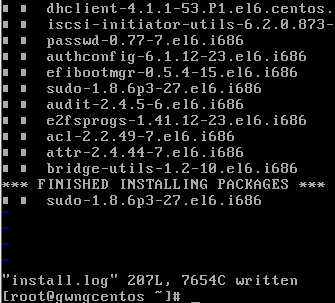 dhclient-4.1.1-53.P1.el6.centos.
iscsi-initiator-utils-6.2.0.873-
passwd-0.77-7.el6.i686
authconfig-6.1.12-23.el6.i686
efibootmgr-0.5.4-15.el6.i686
sudo-1.8.6p3-27.el6.i686
audit-2.4.5-6.el6.i686
e2fsprogs-1.41.12-23.el6.i686
acl-2.2.49-7.el6.i686
attr-2.4.44-7.el6.i686
bridge-utils-1.2-10.el6.i686
*** FINISHED INSTALLING PACKAGES ***
sudo-1.8.6p3-27.el6.i686
~
~
~
"install.log" 207L, 7654C written
[root@gwngcentos ~]# _